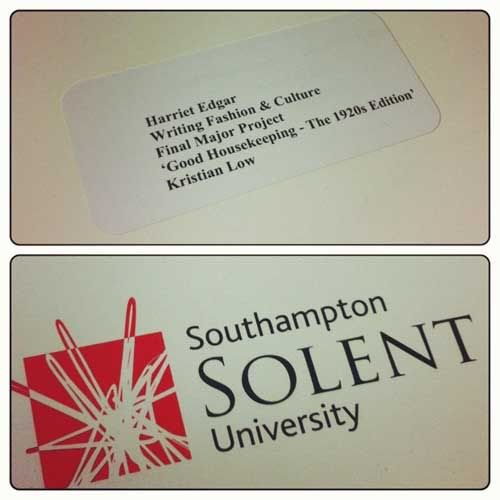 Harriet Edgar
Writing Fashion & Culture
Final Major Project
‘Good Housekeeping - The 1920s Edition’
Kristian Low
Southampton
SOLENT
University